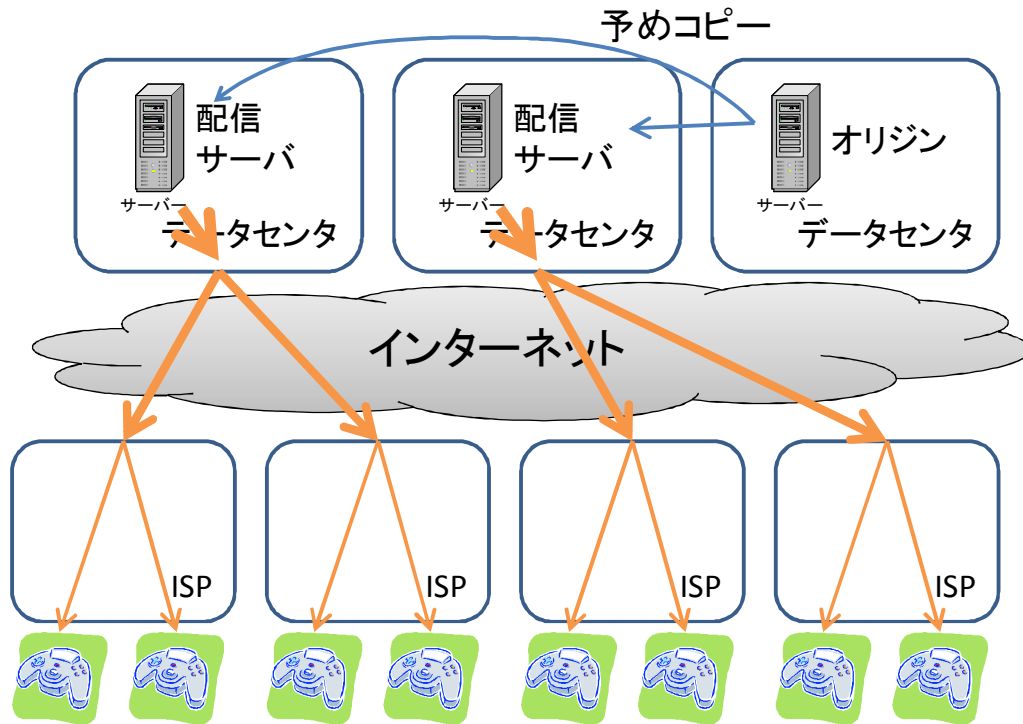 予めコピー
配信
サーバ
サーバー
データセンタ
配信
サーバ
サーバー
データセンタ
オリジン
サーバー
データセンタ
インターネット
ISP
ISP
ISP
ISP